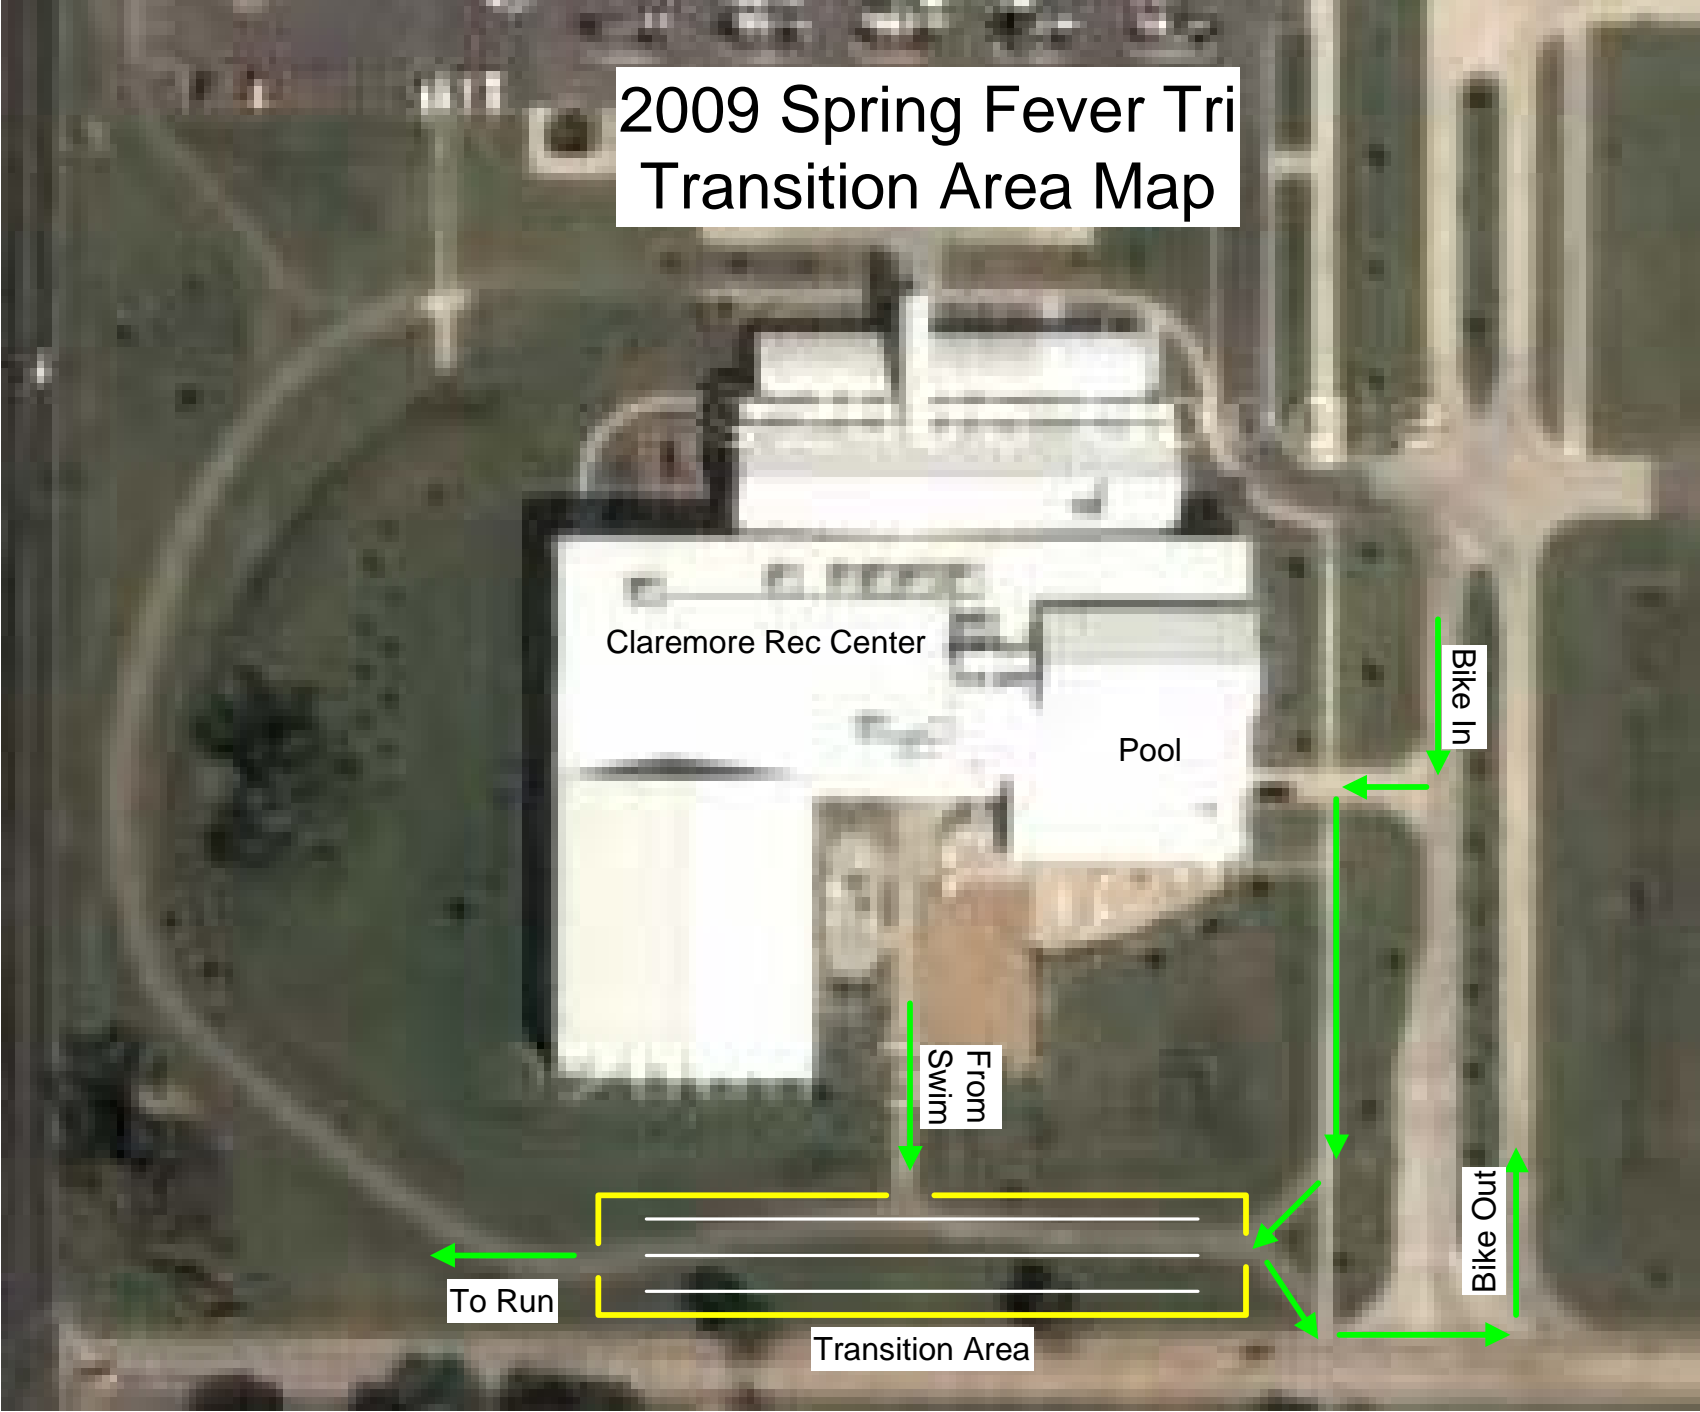 2009 Spring Fever Tri
Transition Area Map
Claremore Rec Center
Bike In
Pool
From
Swim
Bike Out
To Run
Transition Area